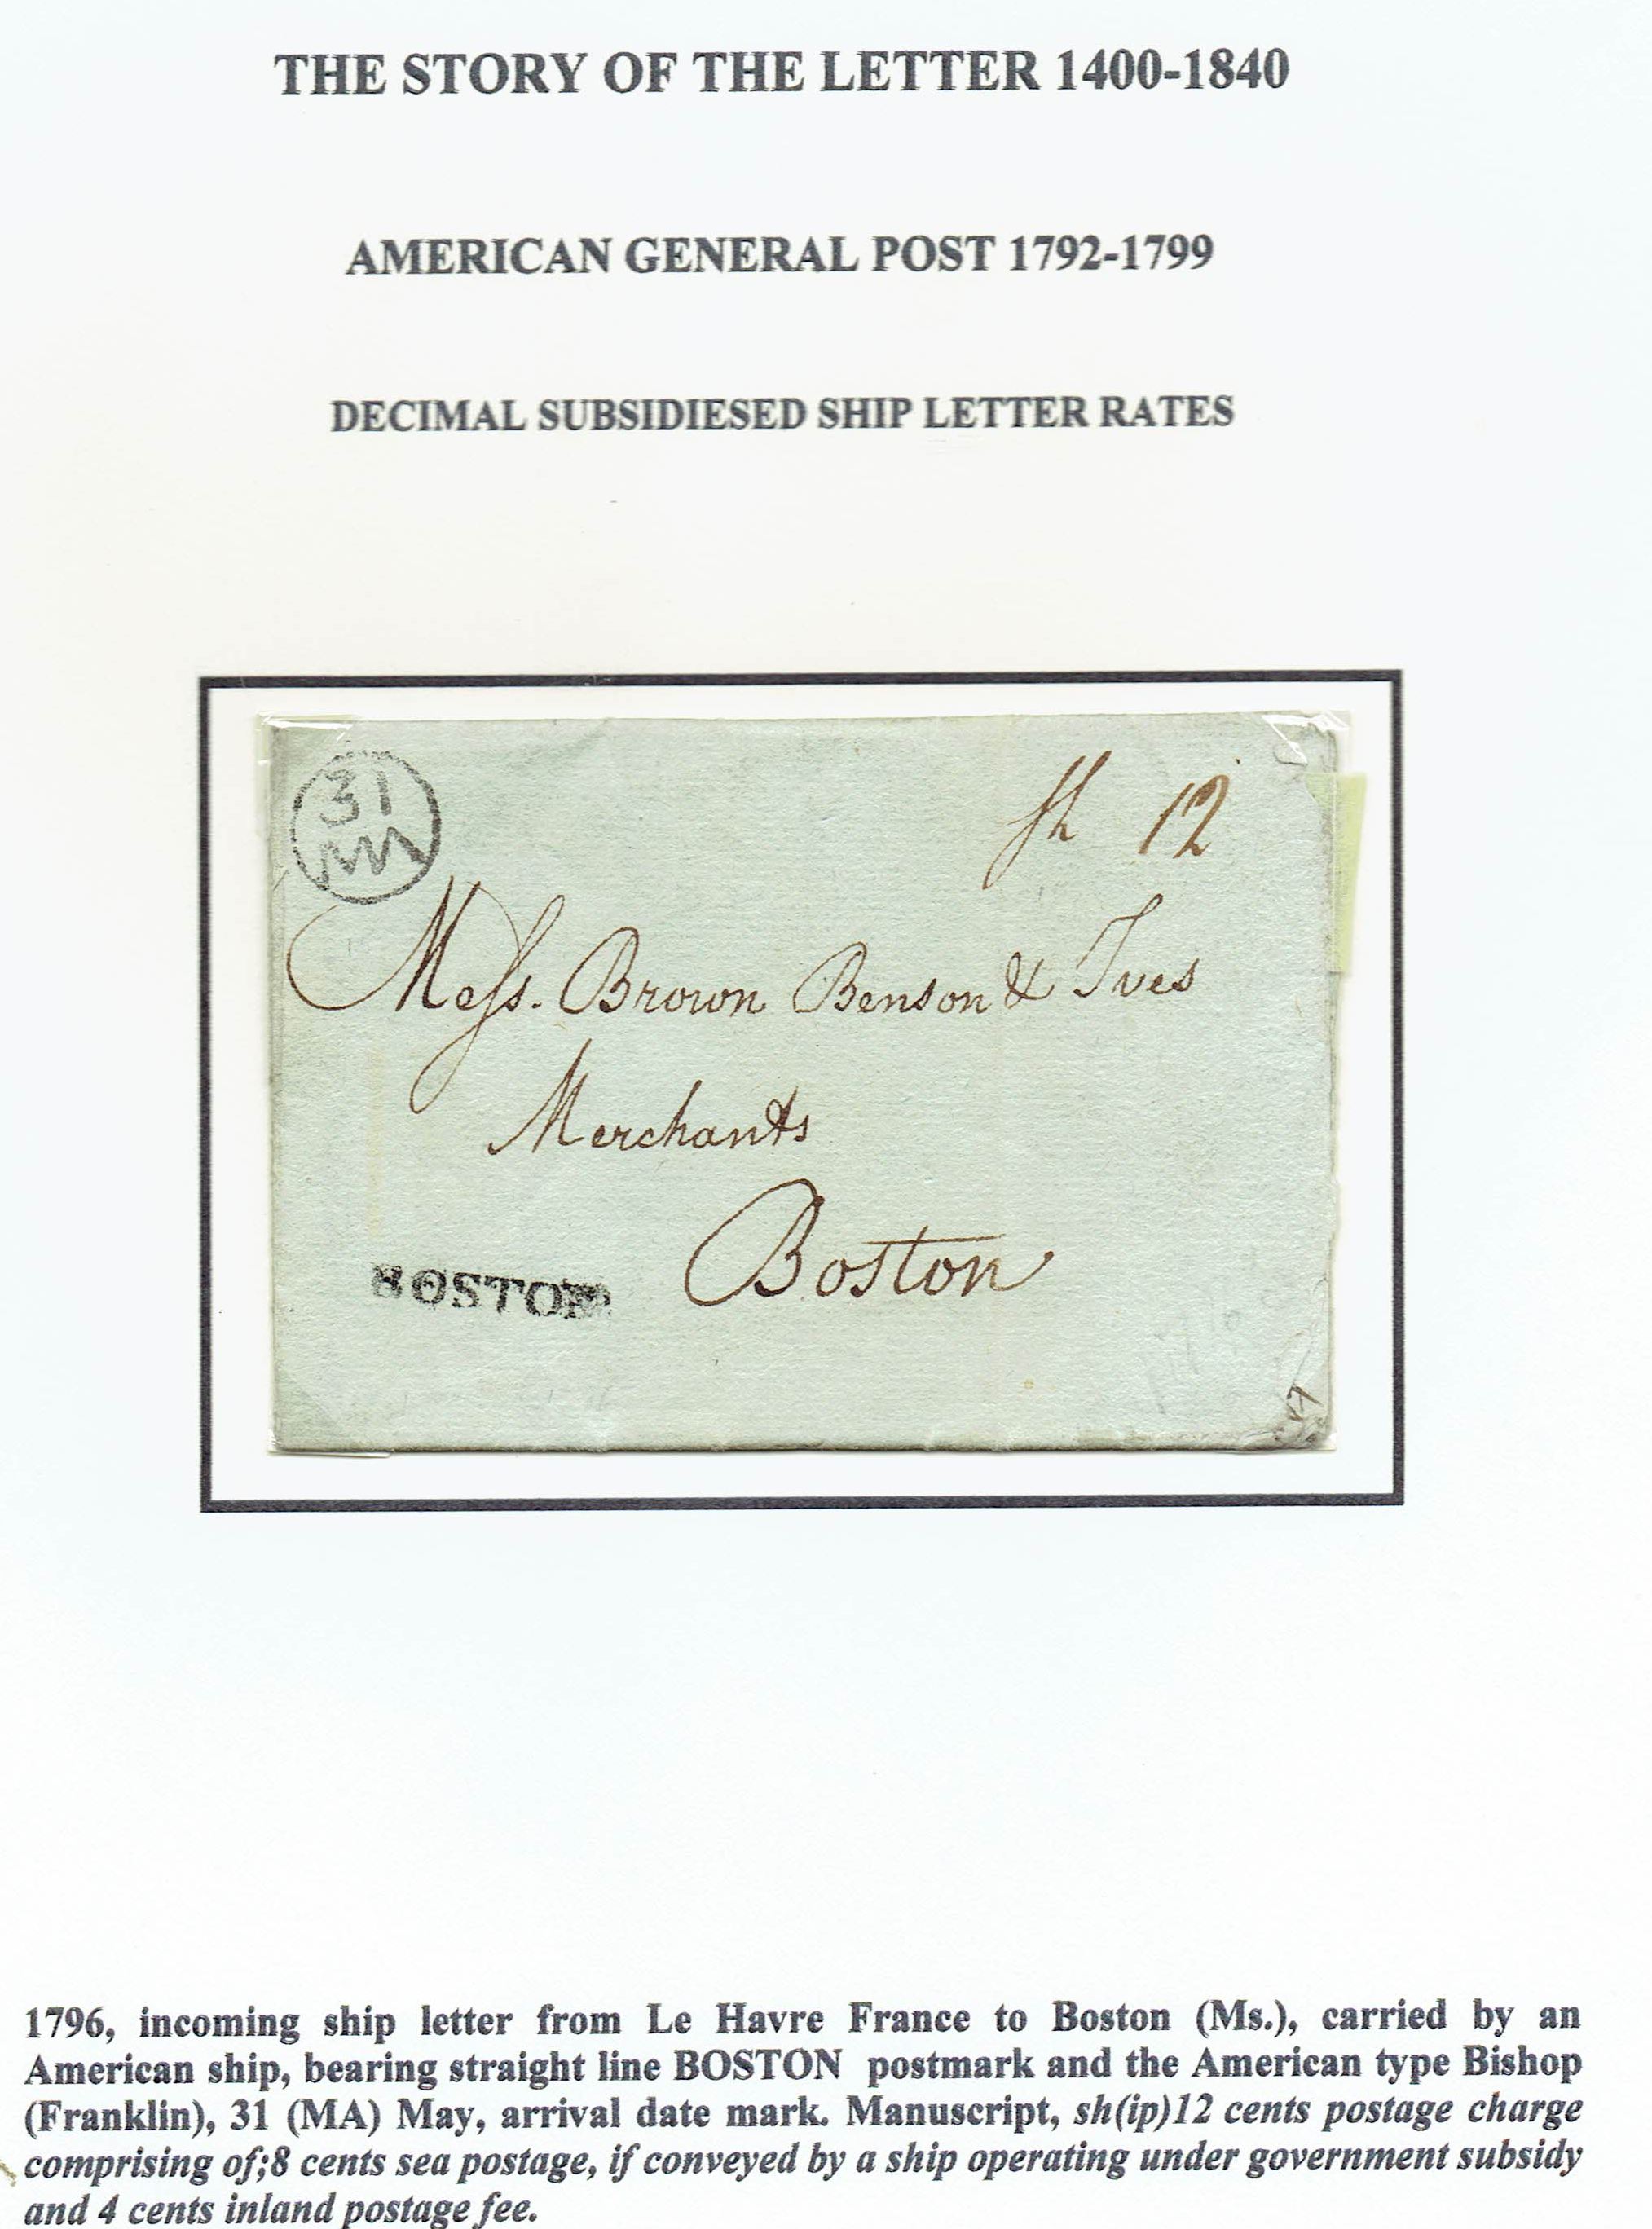 THE STORY OF THE LETTER 1400-1840
AMERICAN GENERAL POST 1792-1799
DECIMAL SUBSIDIESED SHIP LETTER RATES
31
MA
sh 12
Mess. Brown Benson & Ives
Merchants
Boston
BOSTON
1796, incoming ship letter from Le Havre France to Boston (Ms.), carried by an
American ship, bearing straight line BOSTON postmark and the American type Bishop
(Franklin), 31 (MA) May, arrival date mark. Manuscript, sh(ip)12 cents postage charge
comprising of;8 cents sea postage, if conveyed by a ship operating under government subsidy
and 4 cents inland postage fee.